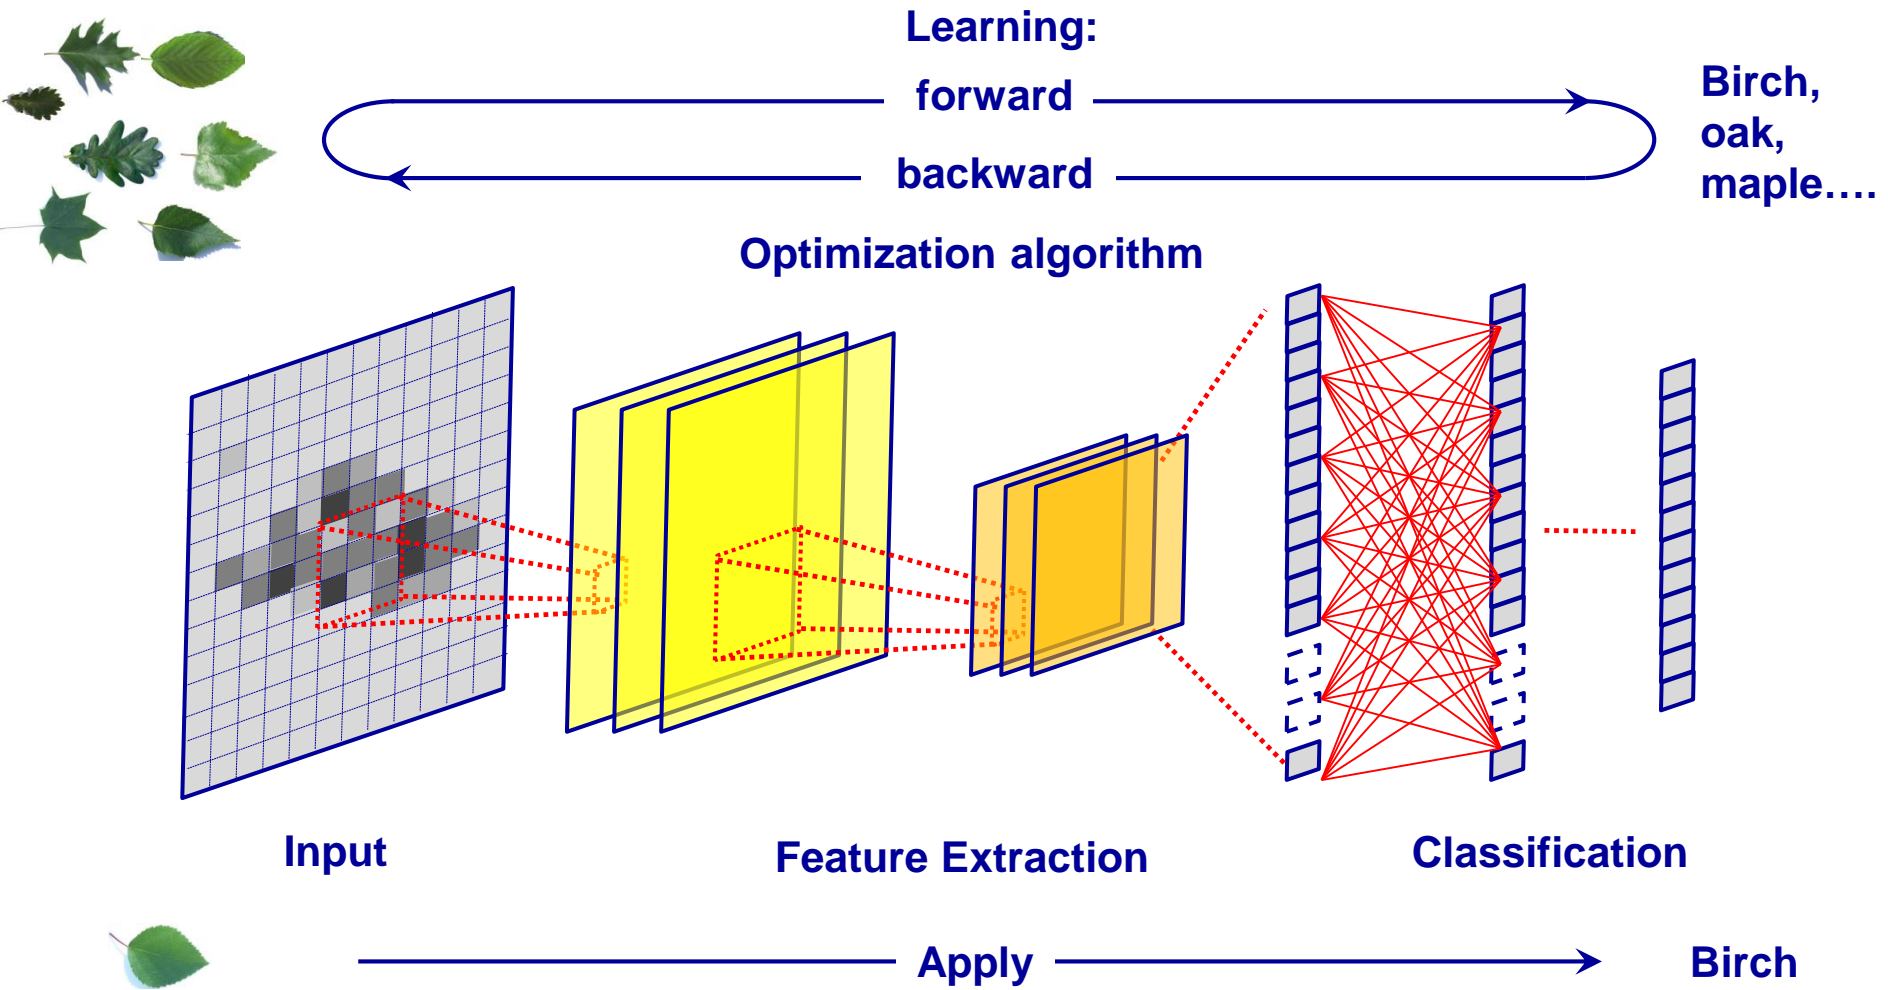 Learning:
forward
backward
Optimization algorithm
Birch,
oak,
maple….
Input
Feature Extraction
Classification
Apply
Birch